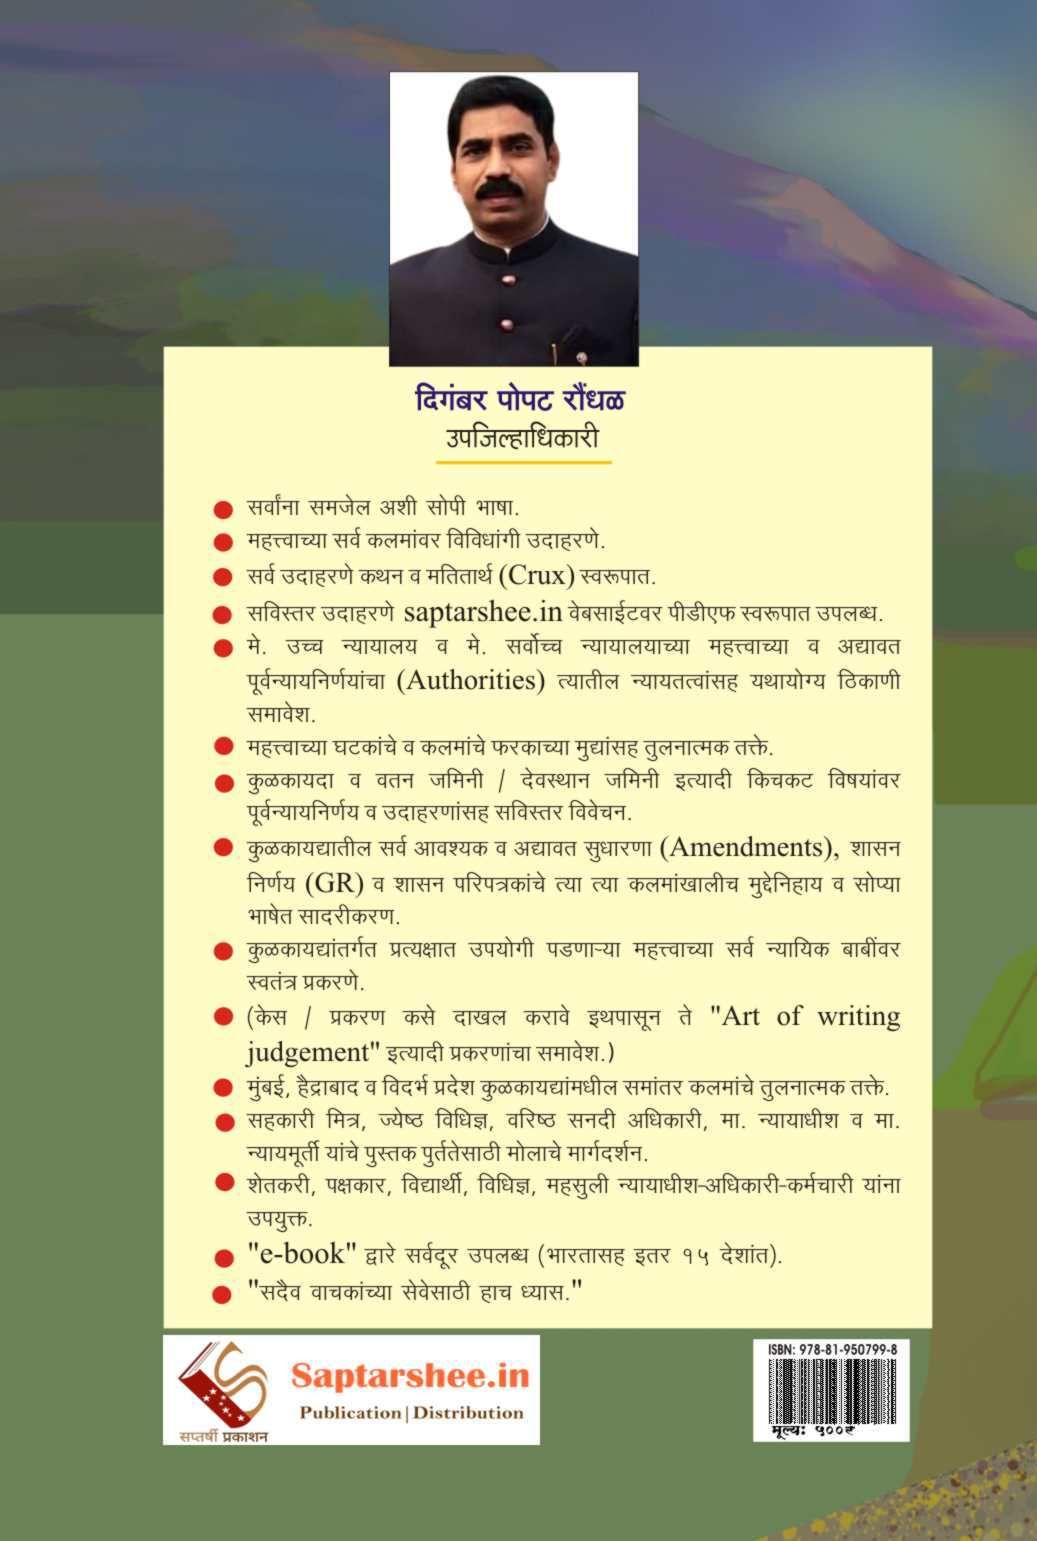 दिगंबर पोपट रौंधळ
उपजिल्हाधिकारी
सर्वांना समजेल अशी सोपी भाषा.
महत्त्वाच्या सर्व कलमांवर विविधांगी उदाहरणे.
सर्व उदाहरणे कथन व मतितार्थ (Crux) स्वरूपात.
सविस्तर उदाहरणे saptarshee.in वेबसाईटवर पीडीएफ स्वरूपात उपलब्ध.
मे. उच्च न्यायालय व मे. सर्वोच्च न्यायालयाच्या महत्त्वाच्या व अद्यावत
पूर्वन्यायनिर्णयांचा (Authorities) त्यातील न्यायतत्वांसह यथायोग्य ठिकाणी
समावेश.
महत्त्वाच्या घटकांचे व कलमांचे फरकाच्या मुद्यांसह तुलनात्मक तक्ते.
कुळकायदा व वतन जमिनी / देवस्थान जमिनी इत्यादी किचकट विषयांवर
पूर्वन्यायनिर्णय व उदाहरणांसह सविस्तर विवेचन.
कुळकायद्यातील सर्व आवश्यक व अद्यावत सुधारणा (Amendments), शासन
निर्णय (GR) व शासन परिपत्रकांचे त्या त्या कलमांखालीच मुद्देनिहाय व सोप्या
भाषेत सादरीकरण.
कुळकायद्यांतर्गत प्रत्यक्षात उपयोगी पडणाऱ्या महत्त्वाच्या सर्व न्यायिक बाबींवर
स्वतंत्र प्रकरणे.
(केस / प्रकरण कसे दाखल करावे इथपासून ते "Art of writing
judgement" इत्यादी प्रकरणांचा समावेश.)
मुंबई, हैद्राबाद व विदर्भ प्रदेश कुळकायद्यांमधील समांतर कलमांचे तुलनात्मक तक्ते.
सहकारी मित्र, ज्येष्ठ विधिज्ञ, वरिष्ठ सनदी अधिकारी, मा. न्यायाधीश व मा.
न्यायमूर्ती यांचे पुस्तक पुर्ततेसाठी मोलाचे मार्गदर्शन.
शेतकरी, पक्षकार, विद्यार्थी, विधिज्ञ, महसुली न्यायाधीश-अधिकारी-कर्मचारी यांना
उपयुक्त.
"e-book" द्वारे सर्वदूर उपलब्ध (भारतासह इतर १५ देशांत).
"सदैव वाचकांच्या सेवेसाठी हाच ध्यास."
Saptarshee.in
Publication | Distribution
सप्तर्षी प्रकाशन
ISBN: 978-81-950799-8
मूल्य: ५००₹